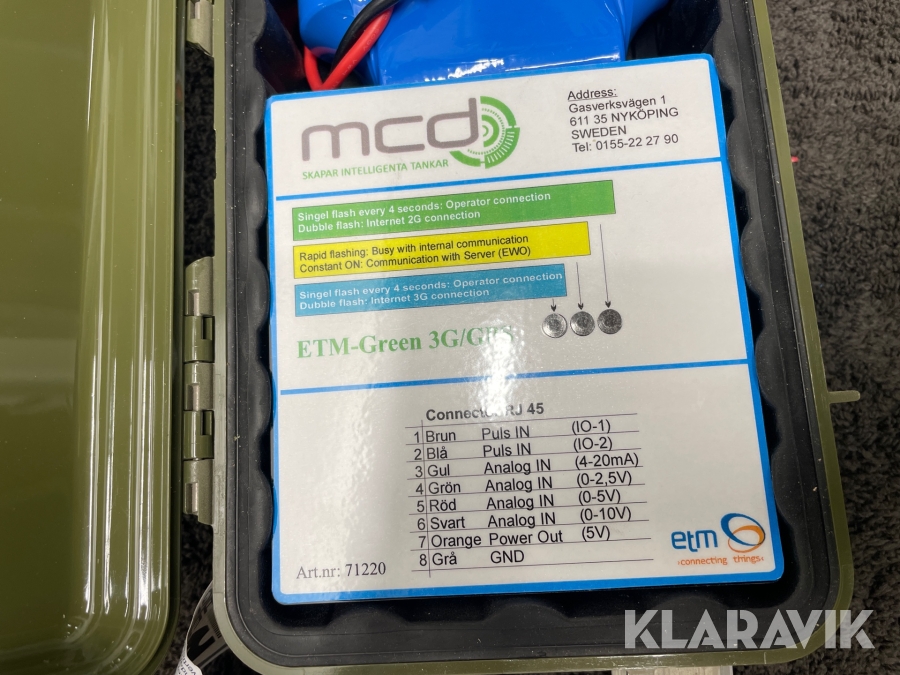 mcd
SKAPAR INTELLIGENTA TANKAR
Address:
Gasverksvägen 1
611 35 NYKÖPING
SWEDEN
Tel: 0155-22 27 90
Singel flash every 4 seconds: Operator connection
Dubble flash: Internet 2G connection
Rapid flashing: Busy with internal communication
Constant ON: Communication with Server (EWO)
Singel flash every 4 seconds: Operator connection
Dubble flash: Internet 3G connection
ETM-Green 3G/GPS
Connector RJ 45
1 Brun Puls IN (IO-1)
2 Blå Puls IN (IO-2)
3 Gul Analog IN (4-20mA)
4 Grön Analog IN (0-2,5V)
5 Röd Analog IN (0-5V)
6 Svart Analog IN (0-10V)
7 Orange Power Out (5V)
8 Grå GND
Art.nr: 71220
etm
connecting things
KLARAVIK